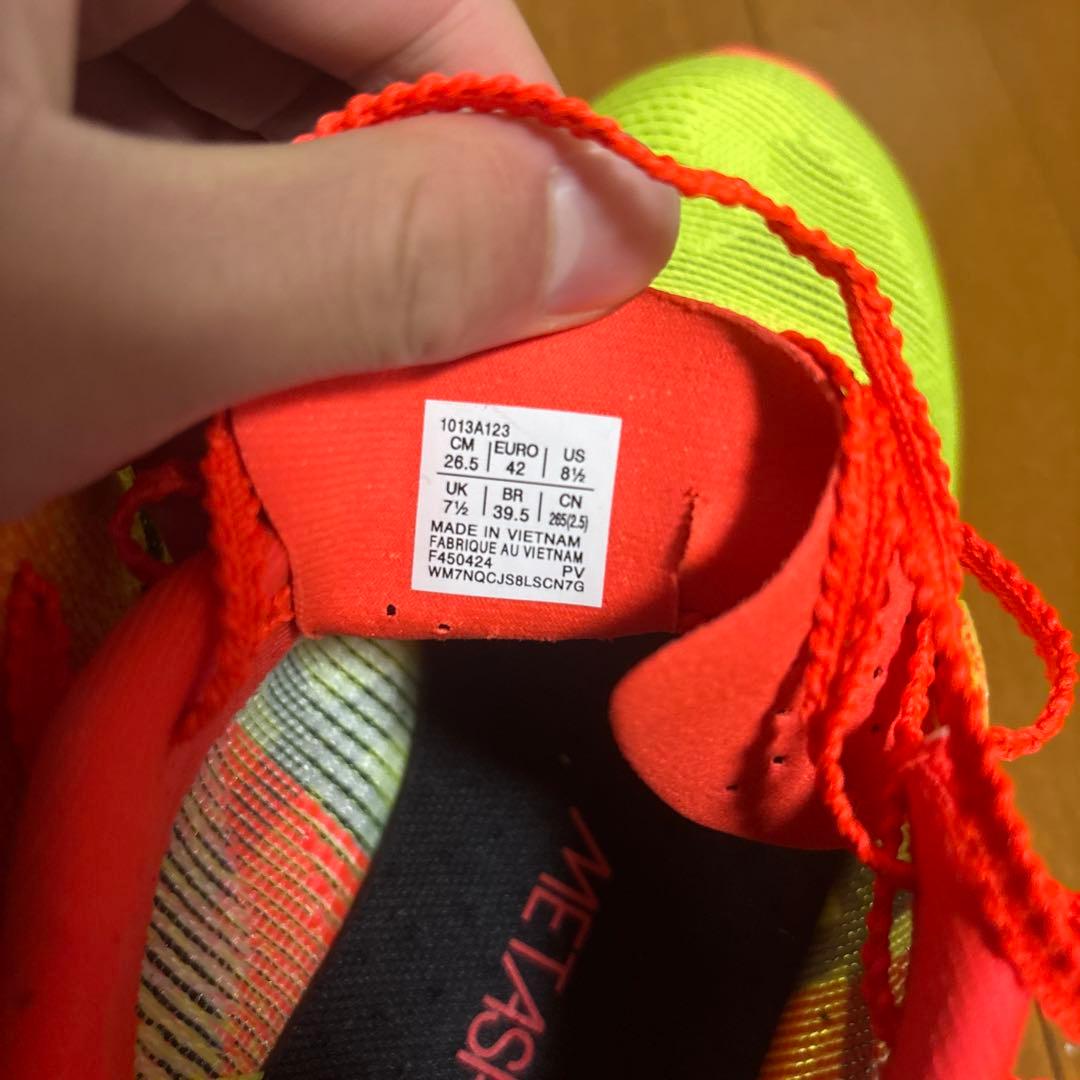 1013A123
CM EURO US
26.5 42 8½
UK BR CN
7½ 39.5 265(2.5)
MADE IN VIETNAM
FABRIQUE AU VIETNAM
F450424 PV
WM7NQCJS8LSCN7G
METAS